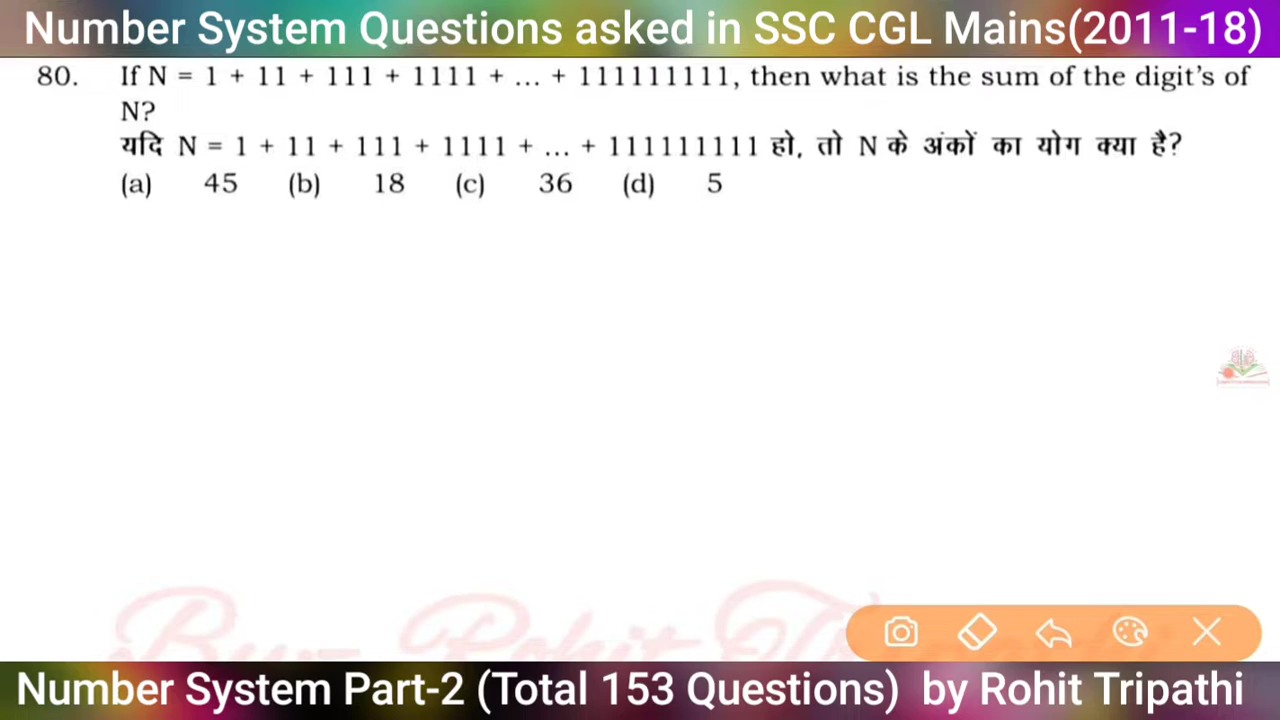 Number System Questions asked in SSC CGL Mains(2011-18)
80. If N = 1 + 11 + 111 + 1111 + ... + 111111111, then what is the sum of the digit's of
N?
यदि N = 1 + 11 + 111 + 1111 + ... + 111111111 हो, तो N के अंकों का योग क्या है?
(a) 45 (b) 18 (c) 36 (d) 5
Number System Part-2 (Total 153 Questions) by Rohit Tripathi